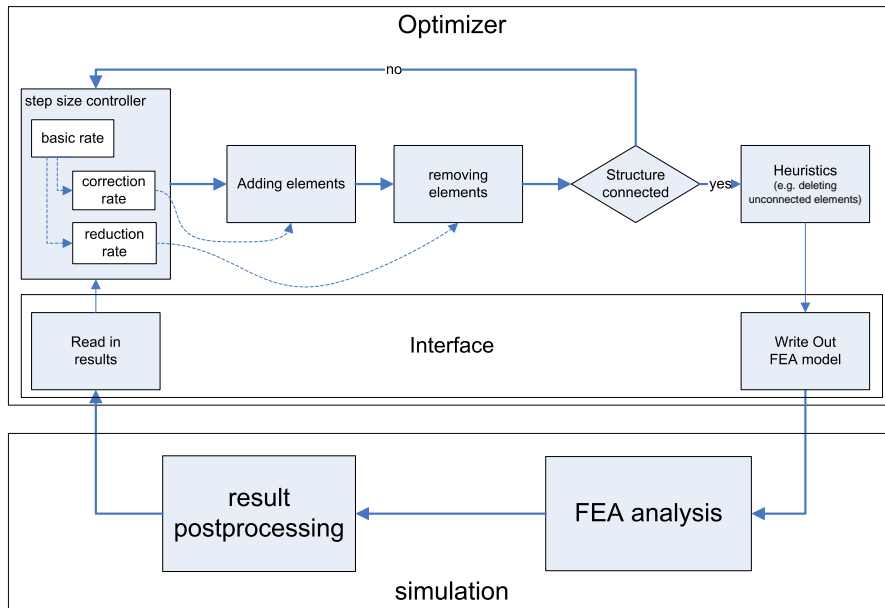 Optimizer
no
step size controller
basic rate
correction
rate
reduction
rate
Adding elements
removing
elements
Structure
connected
yes
Heuristics
(e.g. deleting
unconnected elements)
Read in
results
Interface
Write Out
FEA model
result
postprocessing
FEA analysis
simulation